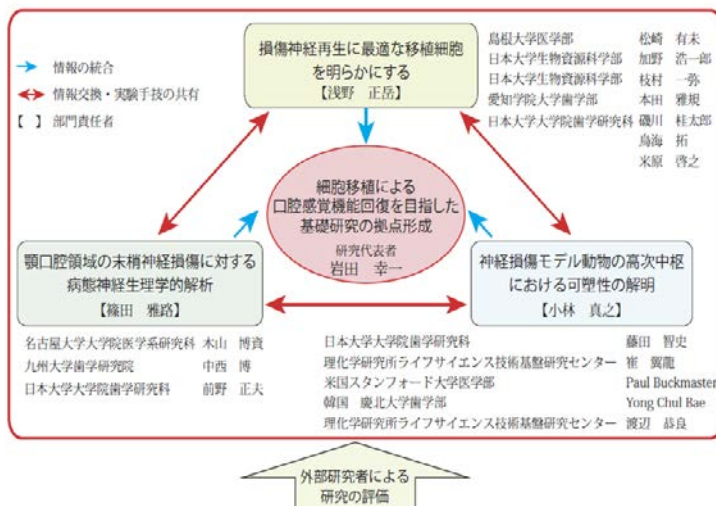 情報の統合
情報交換・実験手技の共有
【 】 部門責任者
損傷神経再生に最適な移植細胞
を明らかにする
【浅野 正岳】
島根大学医学部 松崎 有未
日本大学生物資源科学部 加野 浩一郎
日本大学生物資源科学部 枝村 一弥
愛知学院大学歯学部 本田 雅規
日本大学大学院歯学研究科 磯川 桂太郎
鳥海 拓
米原 啓之
細胞移植による
口腔感覚機能回復を目指した
基礎研究の拠点形成
研究代表者
岩田 幸一
顎口腔領域の末梢神経損傷に対する
病態神経生理学的解析
【篠田 雅路】
名古屋大学大学院医学系研究科 木山 博資
九州大学歯学研究院 中西 博
日本大学大学院歯学研究科 前野 正夫
神経損傷モデル動物の高次中枢
における可塑性の解明
【小林 真之】
日本大学大学院歯学研究科 藤田 智史
理化学研究所ライフサイエンス技術基盤研究センター 崔 翼龍
米国スタンフォード大学医学部 Paul Buckmaster
韓国 慶北大学歯学部 Yong Chul Bae
理化学研究所ライフサイエンス技術基盤研究センター 渡辺 恭良
外部研究者による
研究の評価